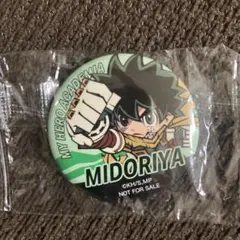 MY HERO ACADEMIA
MIDORIYA
©KH/S,MP
NOT FOR SALE